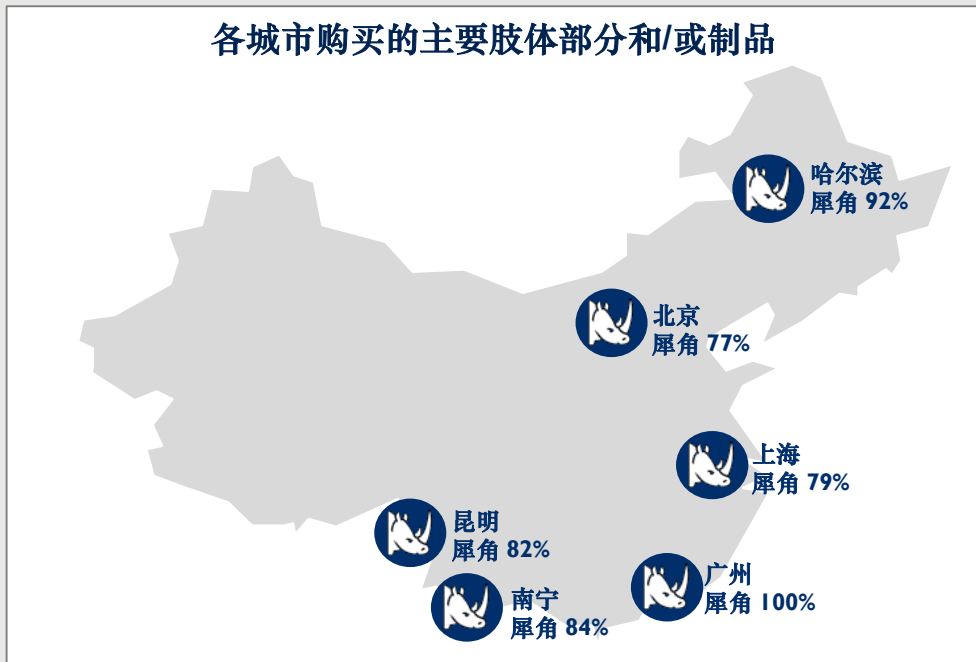 各城市购买的主要肢体部分和/或制品
哈尔滨
犀角 92%
北京
犀角 77%
上海
犀角 79%
昆明
犀角 82%
广州
犀角 100%
南宁
犀角 84%